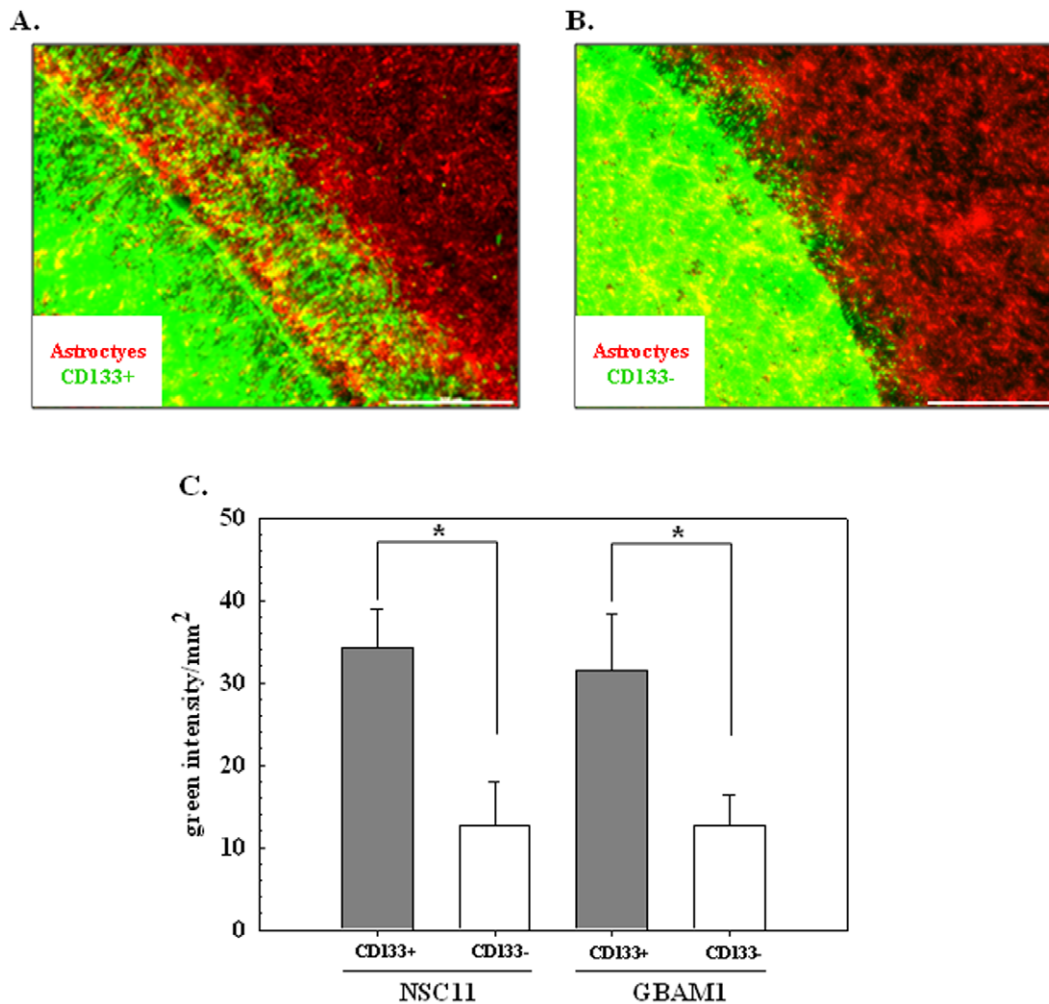 A.
B.
Astroctyes
CD133+
Astroctyes
CD133-
C.
green intensity/mm2
50
40
30
20
10
0
*
*
CD133+ CD133- CD133+ CD133-
NSC11 GBAM1